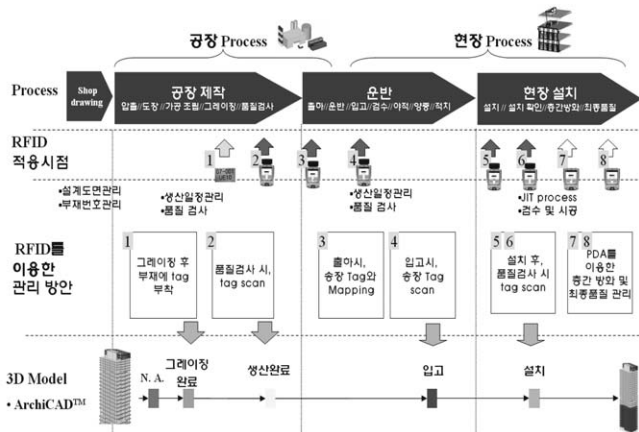 공장 Process
현장 Process
Process
Shop
drawing
공장 제작
압출//도장//가공 조립//그레이징//품질검사
운반
출하//운반//입고//검수//야적//양중//적치
현장 설치
설치//설치 확인//층간방화//최종품질
RFID
적용시점
1
2
3
4
5
6
7
8
•설계도면관리
•부재번호관리
•생산일정관리
•품질 검사
•생산일정관리
•품질 검사
•JIT process
•검수 및 시공
RFID를
이용한
관리 방안
1
그레이징 후
부재에 tag
부착
2
품질검사 시,
tag scan
3
출하시,
송장 Tag와
Mapping
4
입고시,
송장 Tag
scan
5 6
설치 후,
품질검사 시
tag scan
7 8
PDA를
이용한
층간 방화 및
최종품질 관리
3D Model
• ArchiCAD™
N. A.
그레이징
완료
생산완료
입고
설치